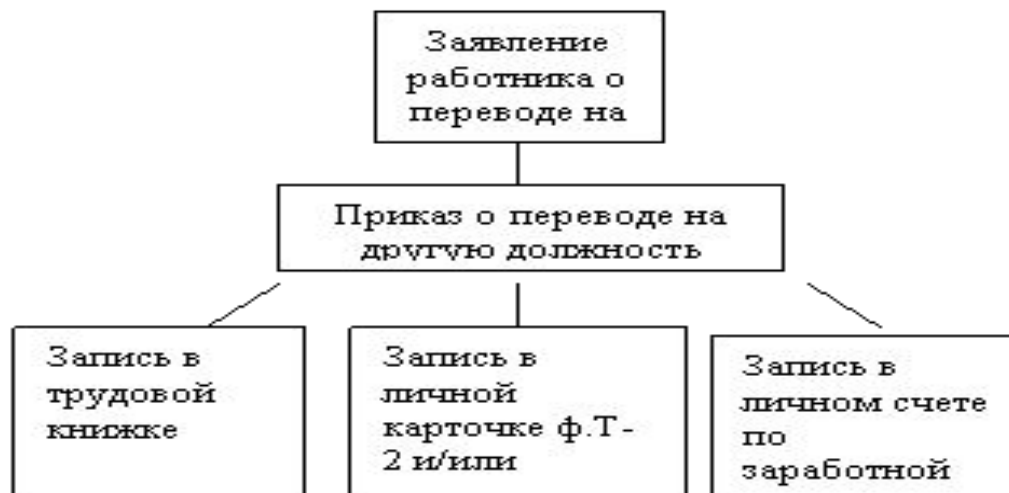 Заявление
работника о
переводе на
Приказ о переводе на
другую должность
Запись в
трудовой
книжке
Запись в
личной
карточке ф.Т-
2 и/или
Запись в
личном счете
по
заработной